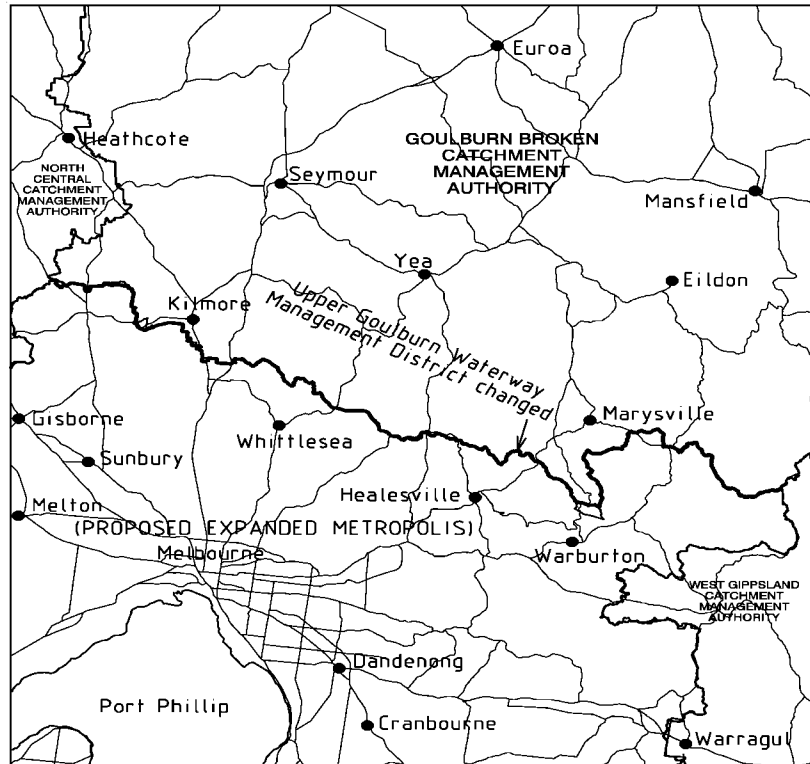 Euroa
Heathcote
GOULBURN BROKEN
CATCHMENT
MANAGEMENT
AUTHORITY
NORTH
CENTRAL
CATCHMENT
MANAGEMENT
AUTHORITY
Seymour
Mansfield
Yea
Eildon
Kilmore
Upper Goulburn Waterway
Management District changed
Gisborne
Whittlesea
Marysville
Sunbury
Healesville
Melton
(PROPOSED EXPANDED METROPOLIS)
Melbourne
Warburton
WEST GIPPSLAND
CATCHMENT
MANAGEMENT
AUTHORITY
Dandenong
Port Phillip
Cranbourne
Warragul